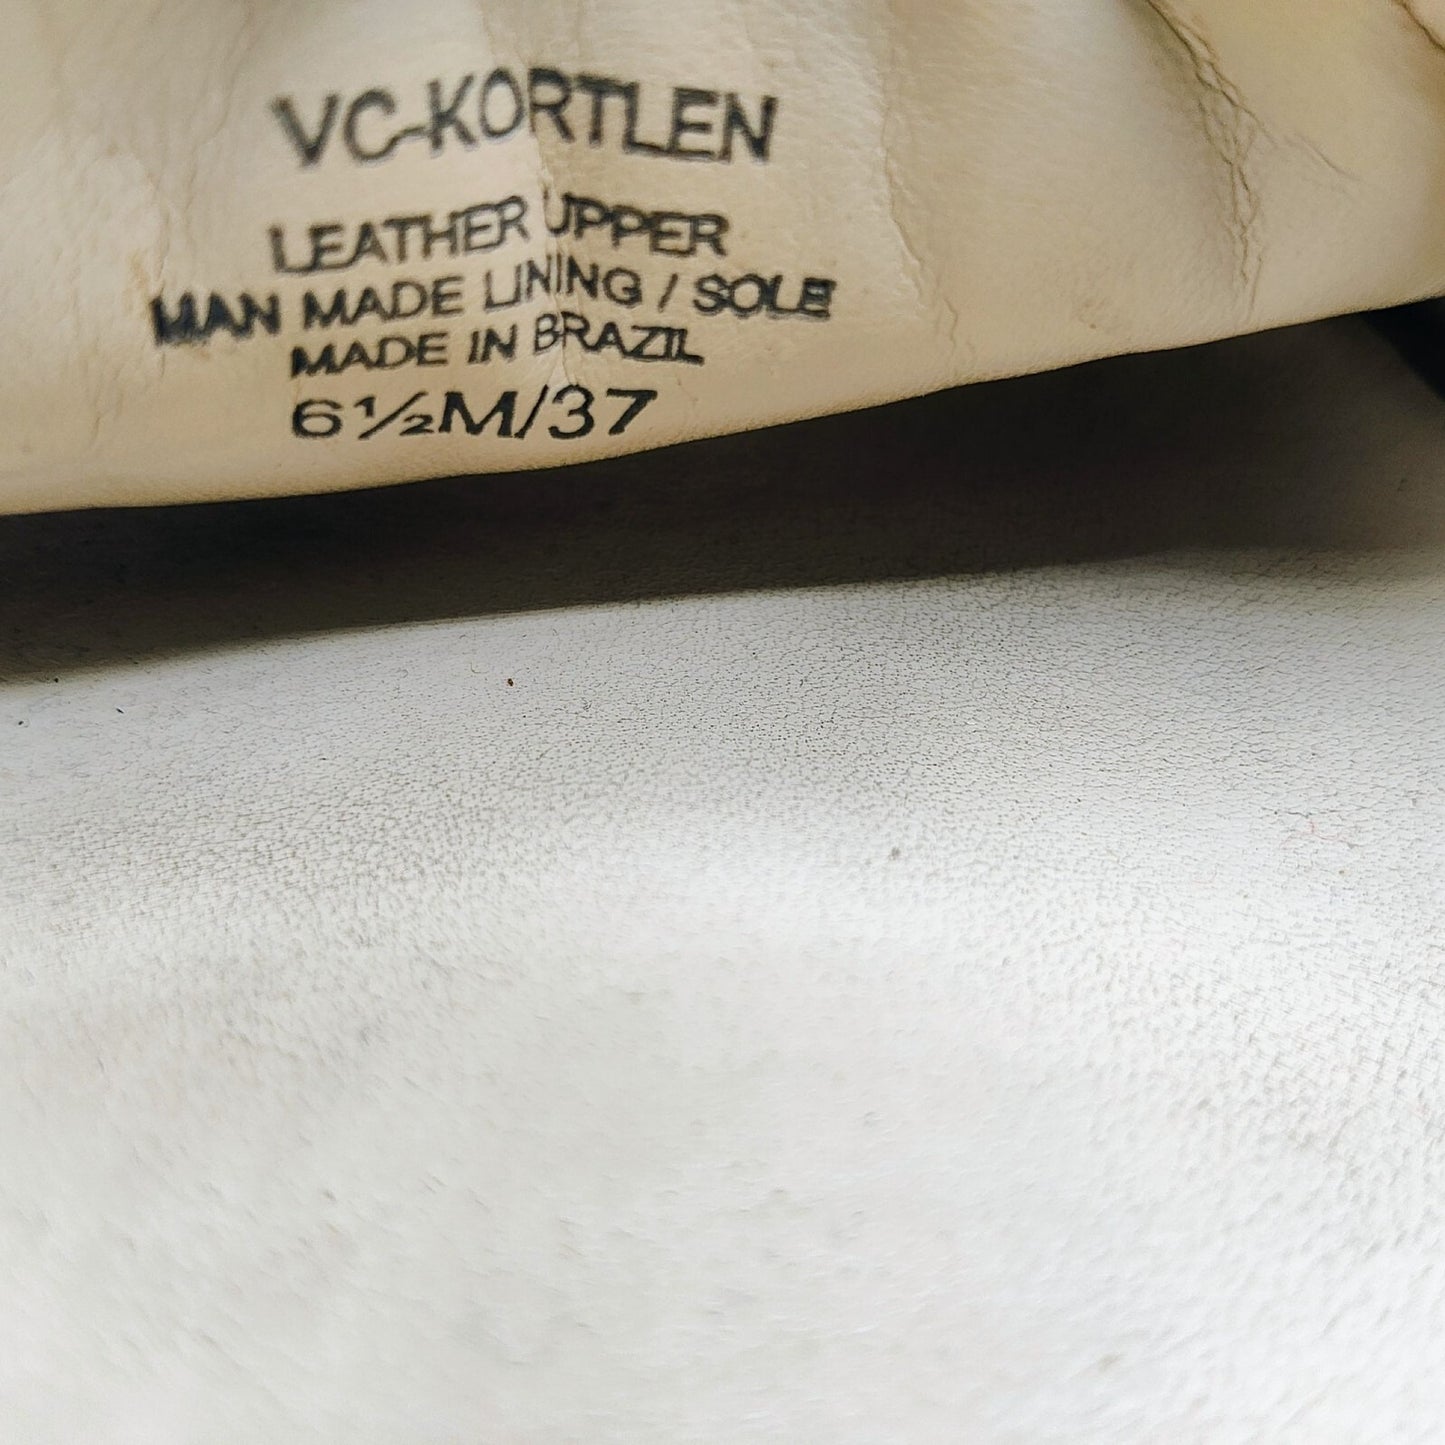 VC-KORTLEN
LEATHER UPPER
MAN MADE LINING / SOLE
MADE IN BRAZIL
6½M/37